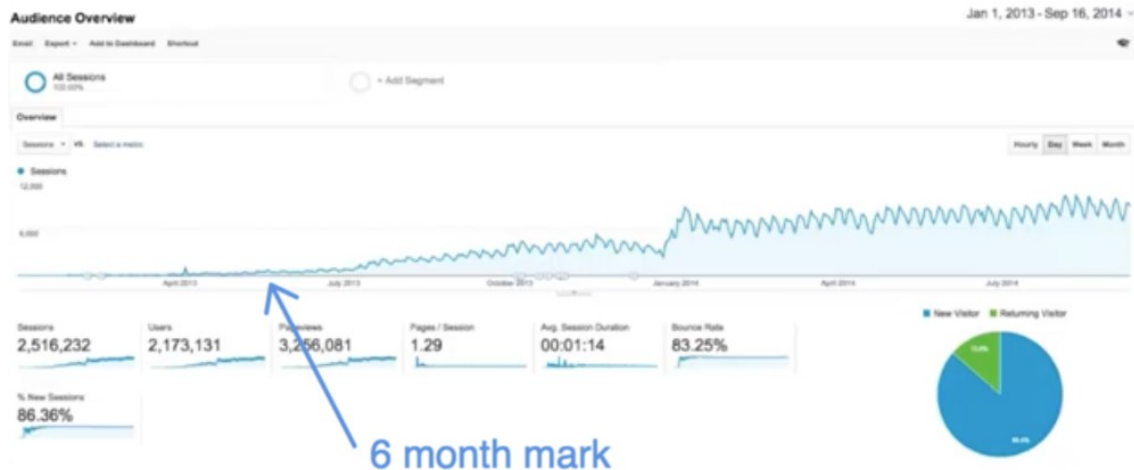 Audience Overview
Jan 1, 2013 - Sep 16, 2014
Email Export Add to Dashboard Shortcut
All Sessions
100.00%
+ Add Segment
Overview
Sessions VS. Select a metric
Hourly Day Week Month
Sessions
12,000
6,000
April 2013 July 2013 October 2013 January 2014 April 2014 July 2014
Sessions
2,516,232
Users
2,173,131
Pageviews
3,256,081
Pages / Session
1.29
Avg. Session Duration
00:01:14
Bounce Rate
83.25%
% New Sessions
86.36%
New Visitor Returning Visitor
6 month mark